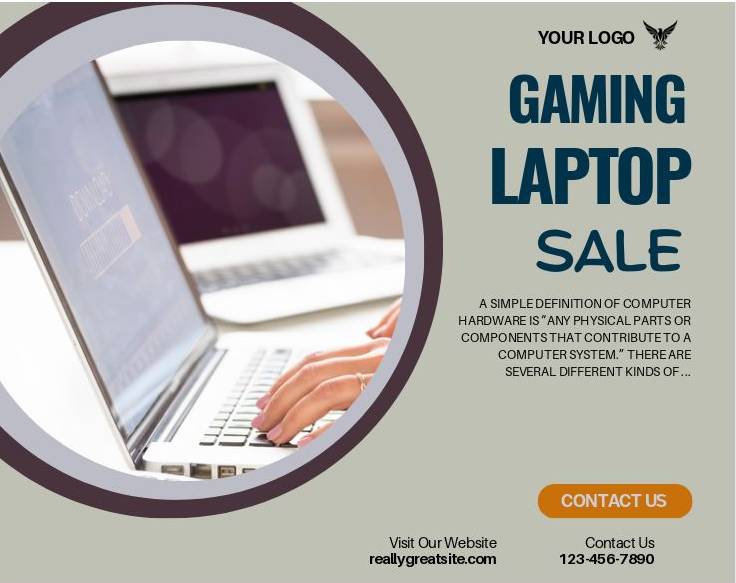 YOUR LOGO
GAMING
LAPTOP
SALE
A SIMPLE DEFINITION OF COMPUTER
HARDWARE IS “ANY PHYSICAL PARTS OR
COMPONENTS THAT CONTRIBUTE TO A
COMPUTER SYSTEM.” THERE ARE
SEVERAL DIFFERENT KINDS OF...
DOWNLOAD
CONTACT US
Visit Our Website
reallygreatsite.com
Contact Us
123-456-7890